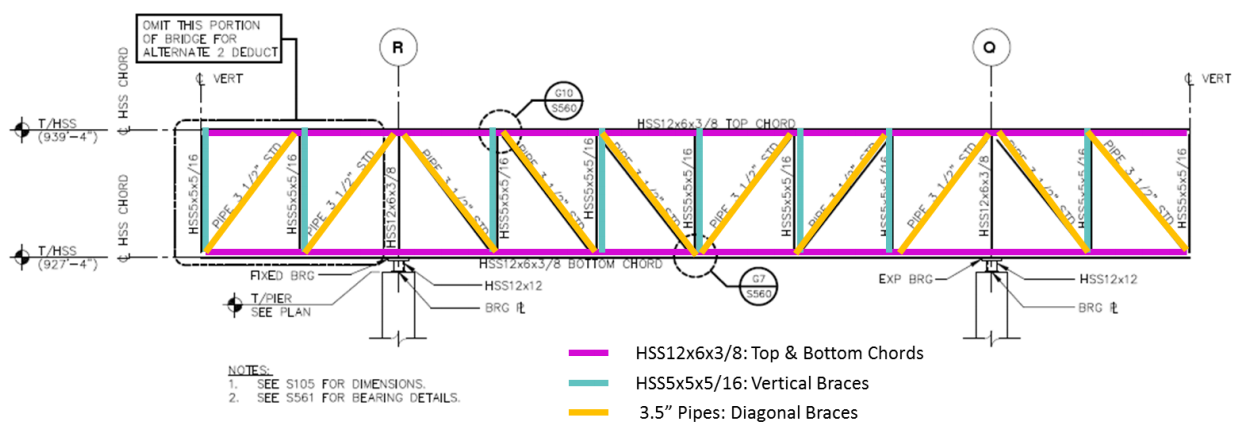 OMIT THIS PORTION
OF BRIDGE FOR
ALTERNATE 2 DEDUCT
R
Q
℄ HSS CHORD
℄ VERT
℄ VERT
G10
S560
T/HSS
(939'-4")
HSS12x6x3/8 TOP CHORD
℄ HSS CHORD
HSS5x5x5/16
PIPE 3 1/2" STD
HSS5x5x5/16
PIPE 3 1/2" STD
HSS12x6x3/8
PIPE 3 1/2" STD
HSS5x5x5/16
PIPE 3 1/2" STD
HSS5x5x5/16
PIPE 3 1/2" STD
HSS5x5x5/16
PIPE 3 1/2" STD
HSS5x5x5/16
PIPE 3 1/2" STD
HSS5x5x5/16
PIPE 3 1/2" STD
HSS12x6x3/8
PIPE 3 1/2" STD
HSS5x5x5/16
PIPE 3 1/2" STD
HSS5x5x5/16
T/HSS
(927'-4")
HSS12x6x3/8 BOTTOM CHORD
FIXED BRG
HSS12x12
G7
S560
EXP BRG
HSS12x12
T/PIER
SEE PLAN
BRG ℄
BRG ℄
NOTES:
1. SEE S105 FOR DIMENSIONS.
2. SEE S561 FOR BEARING DETAILS.
HSS12x6x3/8: Top & Bottom Chords
HSS5x5x5/16: Vertical Braces
3.5” Pipes: Diagonal Braces